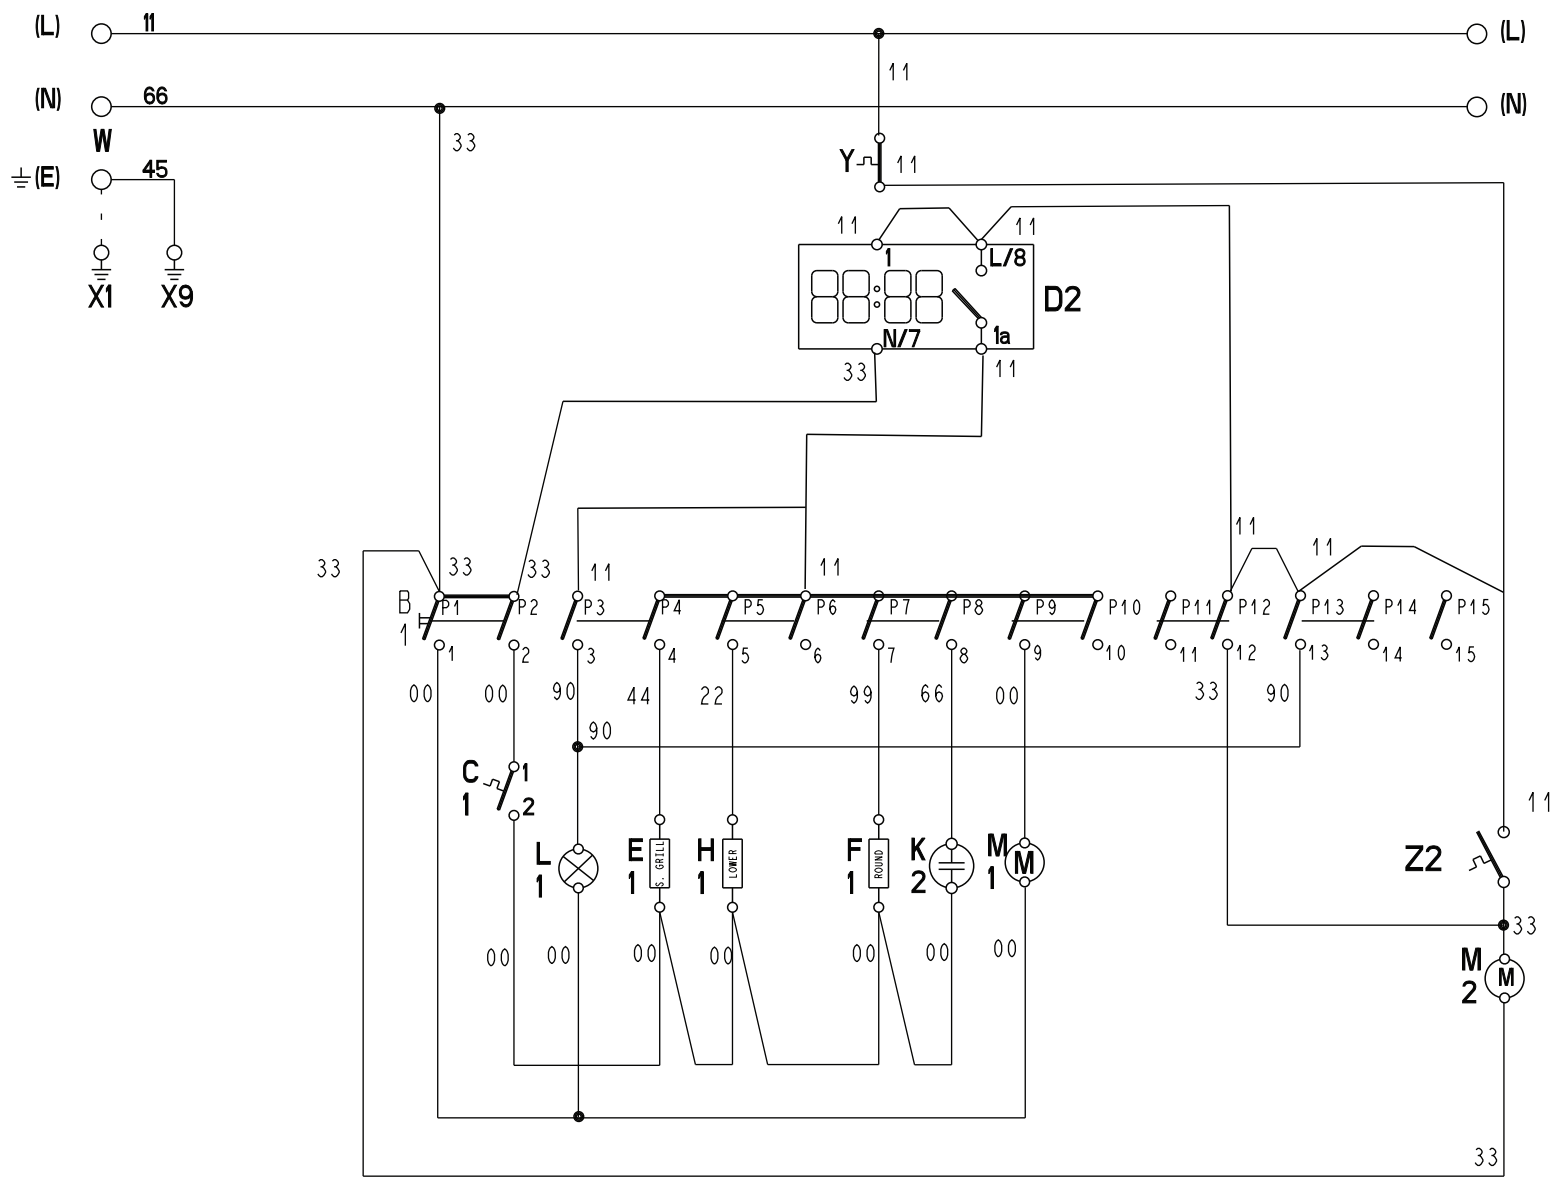 (L) 11 (L)
11
(N) 66 (N)
33
W
(E) 45
Y 11
X1 X9
11 11
1 L/8
D2
N/7 1a
33 11
11 11
33 33 33 11 11
B P1 P2 P3 P4 P5 P6 P7 P8 P9 P10 P11 P12 P13 P14 P15
1
1 2 3 4 5 6 7 8 9 10 11 12 13 14 15
00 00 90 44 22 99 66 00 33 90
90
C 1
1 2
11
L E H F K M M Z2
1 1 1 1 2 1
S. GRILL LOWER ROUND
33
00 00 00 00 00 00 00
M M
2
33